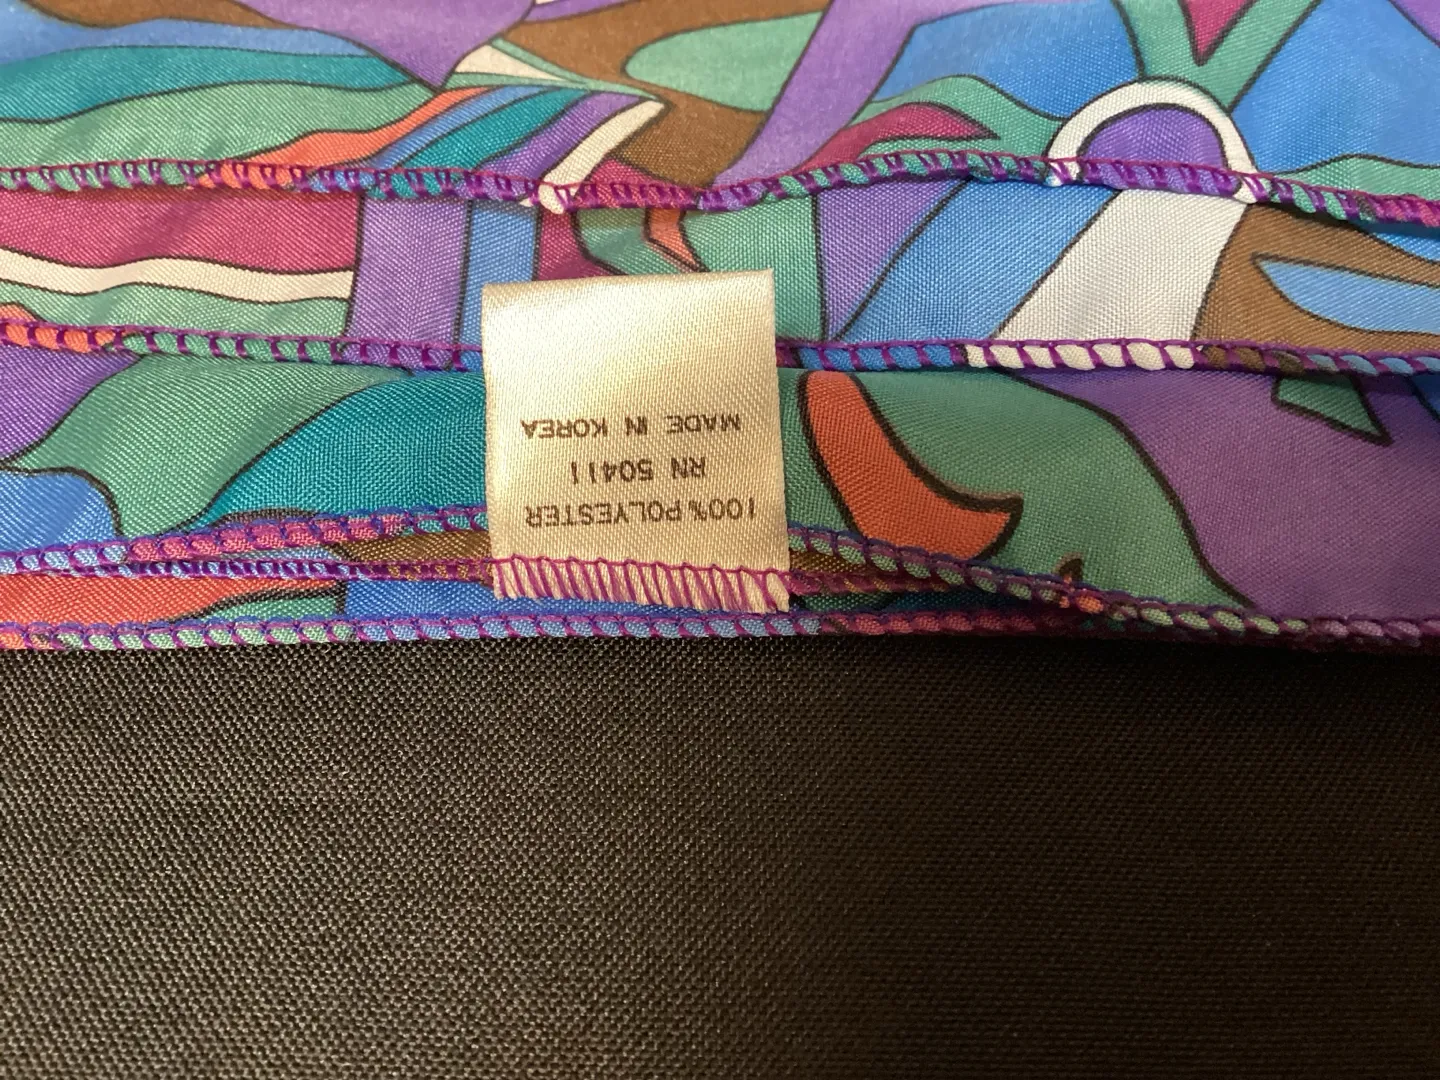 100% POLYESTER
RN 50411
MADE IN KOREA